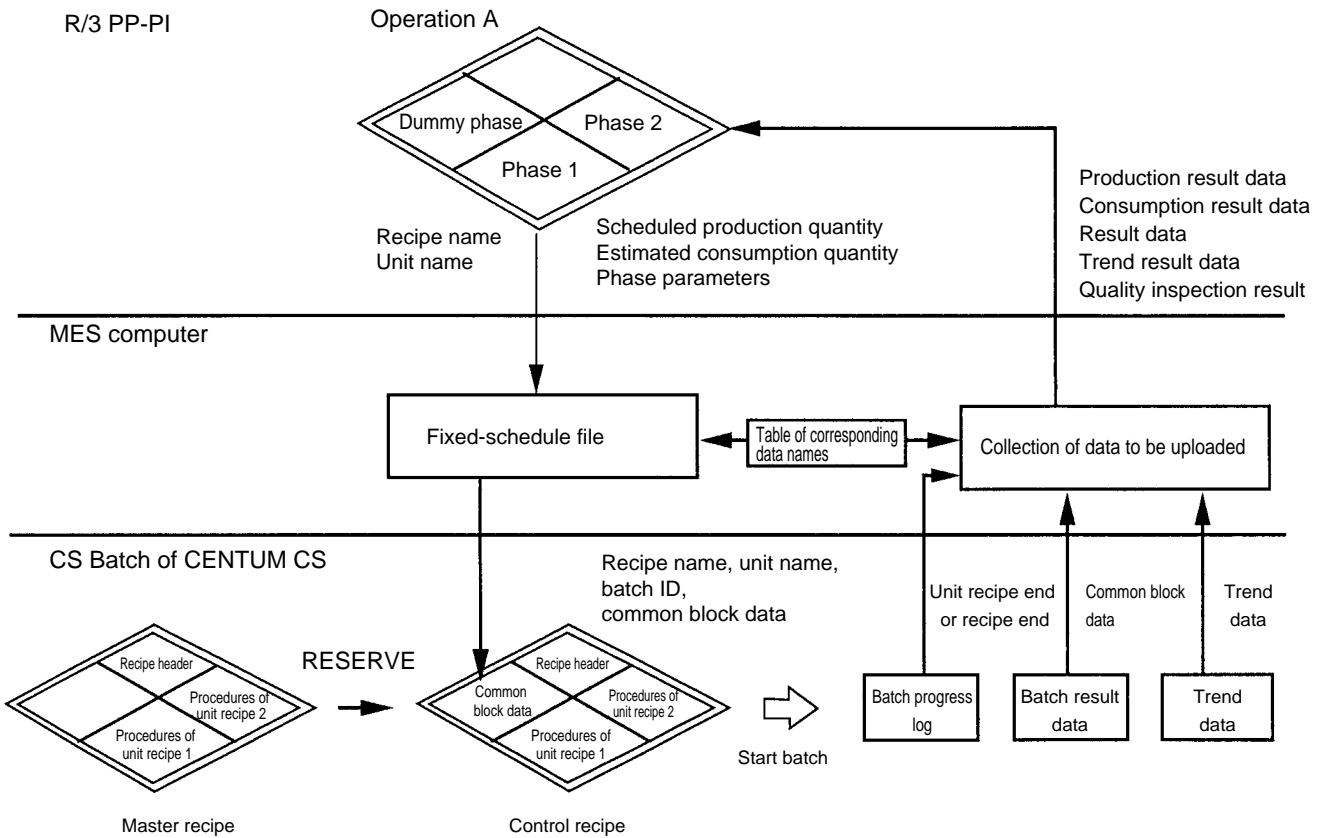 R/3 PP-PI
Operation A
Dummy phase
Phase 2
Phase 1
Recipe name
Unit name
Scheduled production quantity
Estimated consumption quantity
Phase parameters
Production result data
Consumption result data
Result data
Trend result data
Quality inspection result
MES computer
Fixed-schedule file
Table of corresponding
data names
Collection of data to be uploaded
CS Batch of CENTUM CS
Recipe name, unit name,
batch ID,
common block data
Unit recipe end
or recipe end
Common block
data
Trend
data
Recipe header
Procedures of
unit recipe 2
Procedures of
unit recipe 1
Master recipe
RESERVE
Recipe header
Common
block data
Procedures of
unit recipe 2
Procedures of
unit recipe 1
Control recipe
Start batch
Batch progress
log
Batch result
data
Trend
data